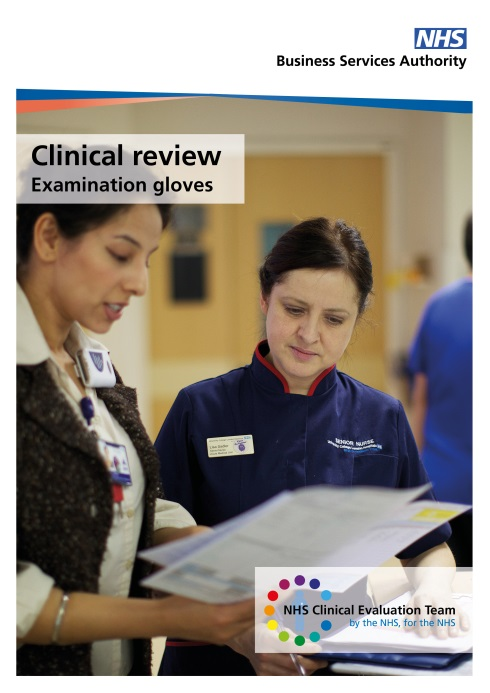 NHS
Business Services Authority
Clinical review
Examination gloves
SENIOR NURSE
NHS Clinical Evaluation Team
by the NHS, for the NHS